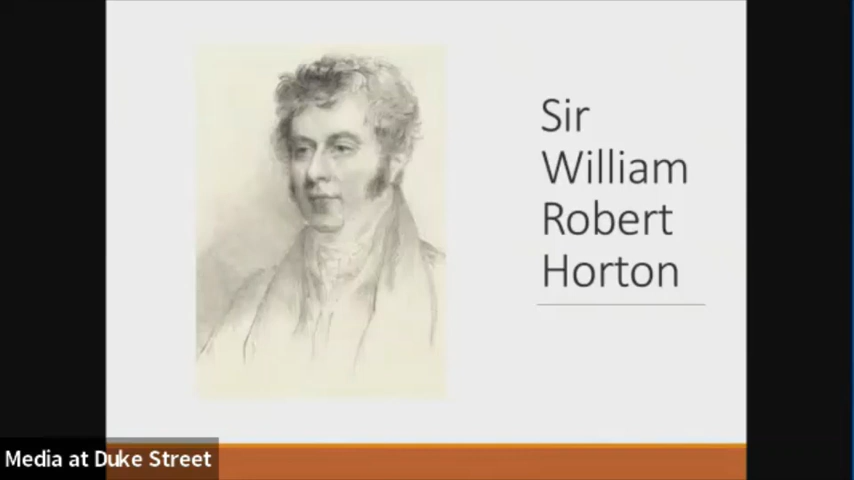 Sir
William
Robert
Horton
Media at Duke Street